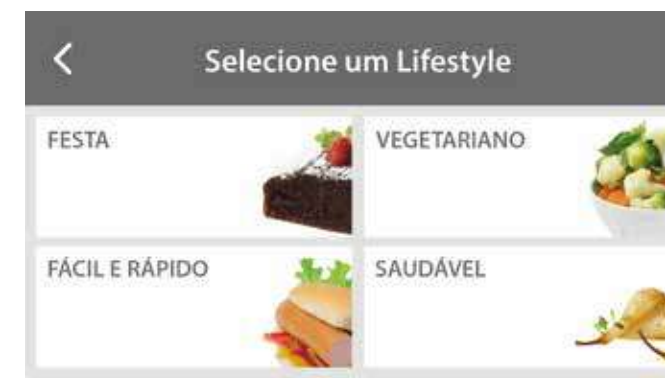 Selecione um Lifestyle
FESTA
VEGETARIANO
FÁCIL E RÁPIDO
SAUDÁVEL